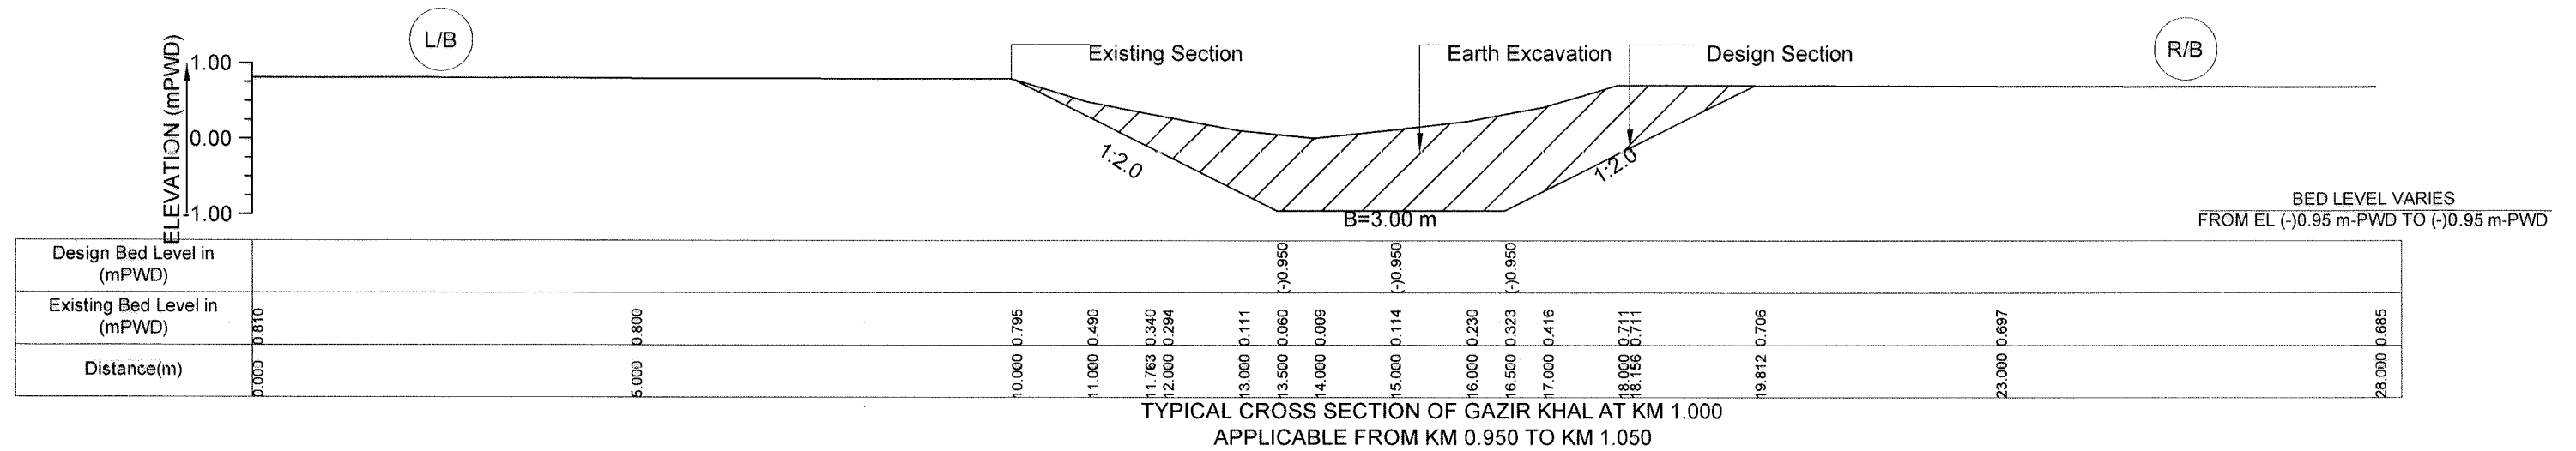 L/B
R/B
Existing Section
Earth Excavation
Design Section
ELEVATION (mPWD)
1.00
0.00
-1.00
1:2.0
1:2.0
B=3.00 m
BED LEVEL VARIES
FROM EL (-)0.95 m-PWD TO (-)0.95 m-PWD
Design Bed Level in
(mPWD)
(-)0.950
(-)0.950
(-)0.950
Existing Bed Level in
(mPWD)
0.810
0.800
0.795
0.490
0.340
0.294
0.111
0.060
0.009
0.114
0.230
0.323
0.416
0.711
0.711
0.706
0.697
0.685
Distance(m)
0.000
5.000
10.000
11.000
11.763
12.000
13.000
13.500
14.000
15.000
16.000
16.500
17.000
18.000
18.156
19.812
23.000
28.000
TYPICAL CROSS SECTION OF GAZIR KHAL AT KM 1.000
APPLICABLE FROM KM 0.950 TO KM 1.050